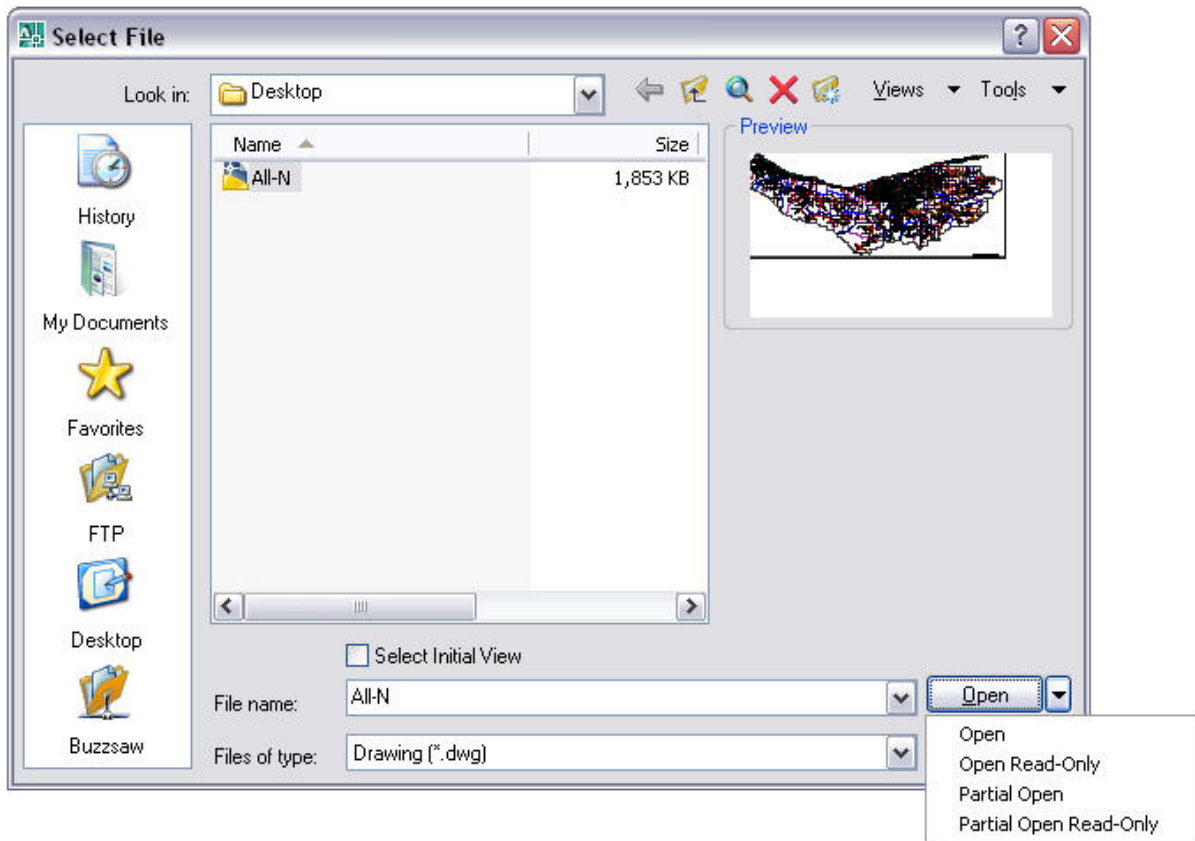 Select File
Look in: Desktop Views Tools
Name Size Preview
All-N 1,853 KB
History
My Documents
Favorites
FTP
Desktop
Buzzsaw
Select Initial View
File name: All-N Open
Files of type: Drawing (*.dwg)
Open
Open Read-Only
Partial Open
Partial Open Read-Only